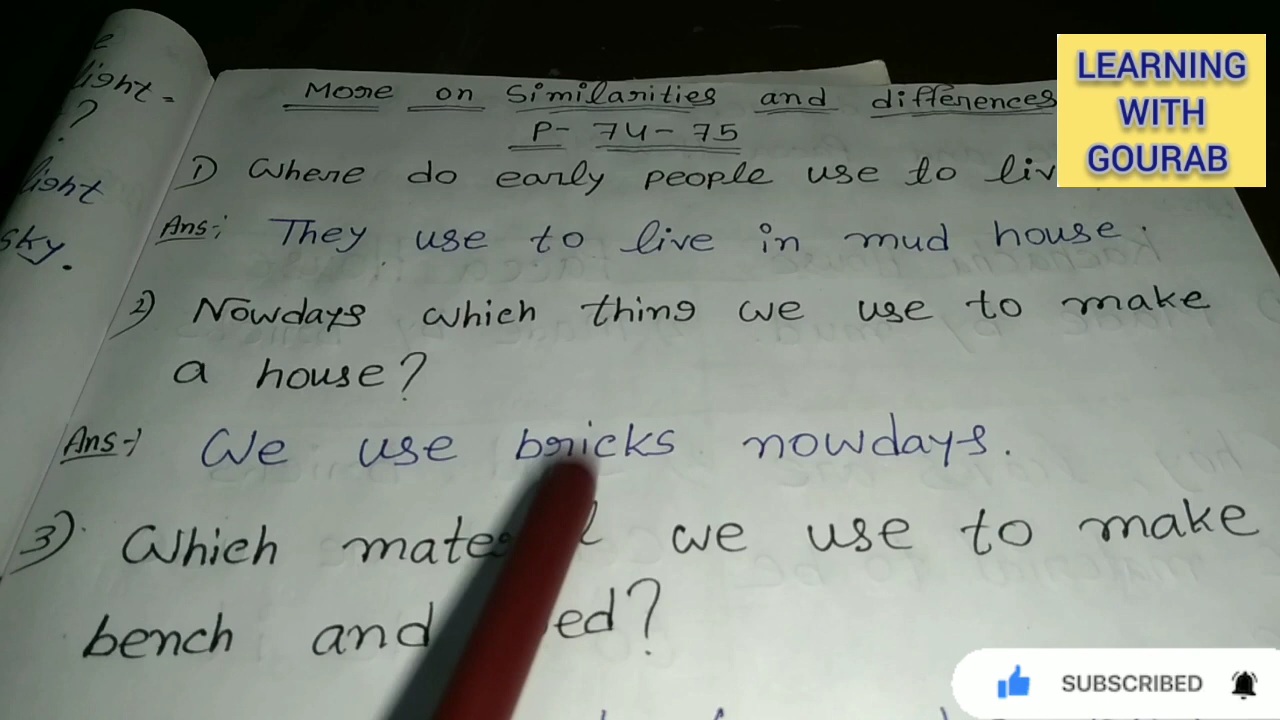 More on Similarities and differences
P- 74-75
1) Where do early people use to liv
Ans:- They use to live in mud house.
2) Nowdays which thing we use to make
a house?
Ans:-) We use bricks nowdays.
3) Which we use to make
bench and ?
light-
?
light
sky.
LEARNING
WITH
GOURAB
SUBSCRIBED